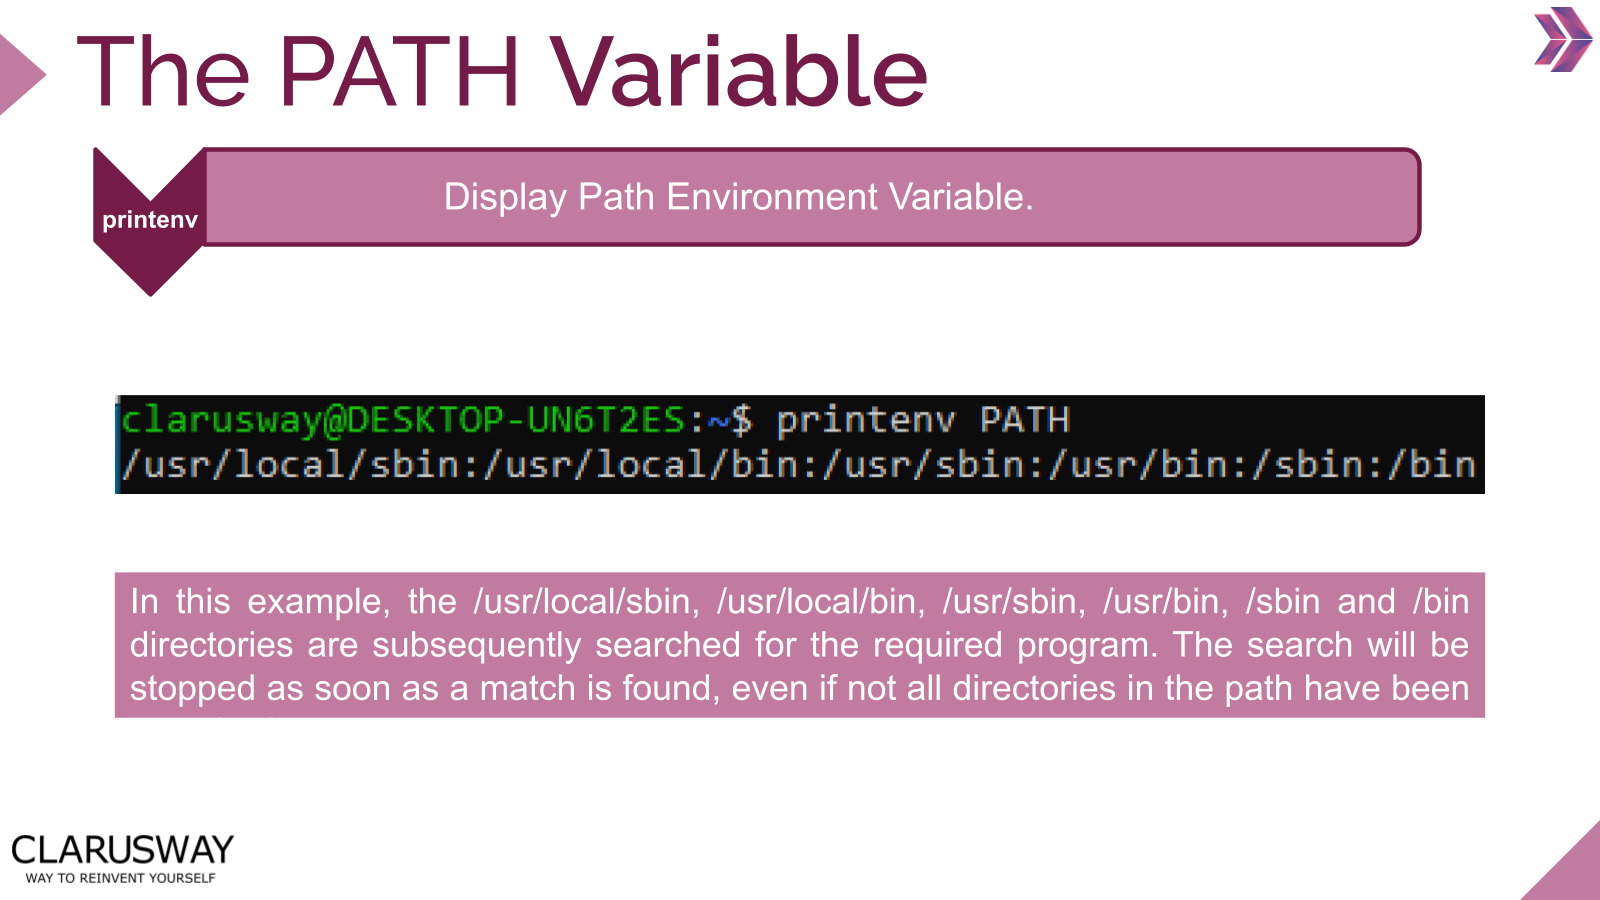 The PATH Variable
printenv
Display Path Environment Variable.
clarusway@DESKTOP-UN6T2ES:~$ printenv PATH
/usr/local/sbin:/usr/local/bin:/usr/sbin:/usr/bin:/sbin:/bin
In this example, the /usr/local/sbin, /usr/local/bin, /usr/sbin, /usr/bin, /sbin and /bin
directories are subsequently searched for the required program. The search will be
stopped as soon as a match is found, even if not all directories in the path have been
CLARUSWAY
WAY TO REINVENT YOURSELF